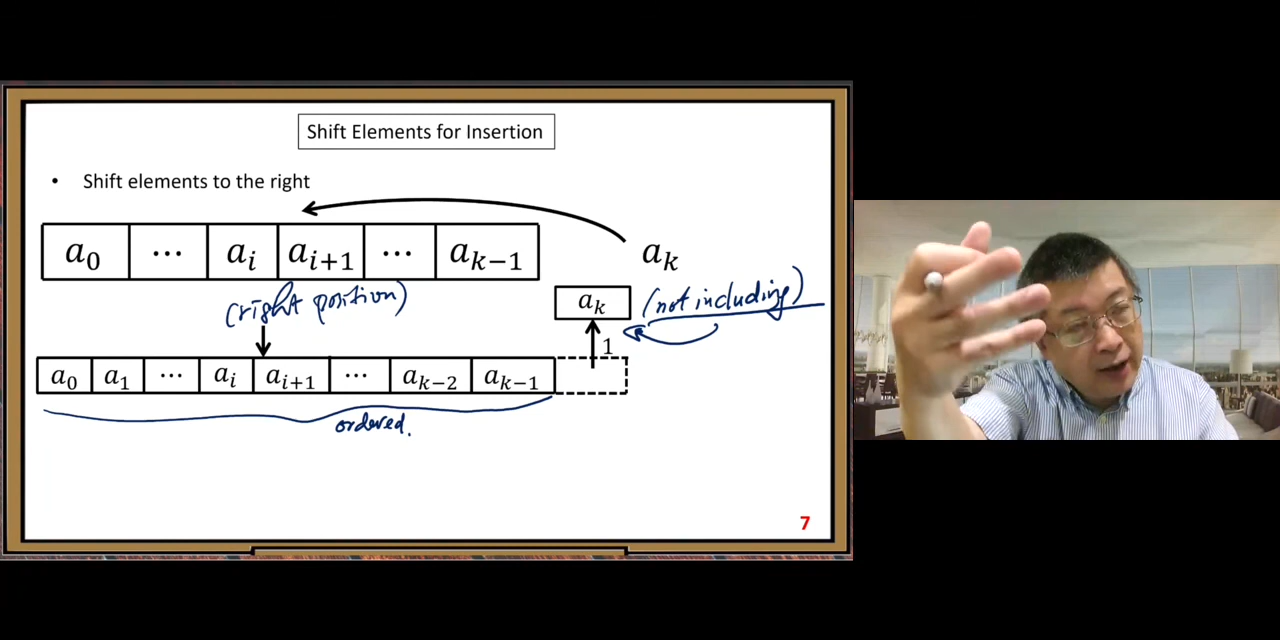 Shift Elements for Insertion
• Shift elements to the right
a₀ ⋯ aᵢ aᵢ₊₁ ⋯ aₖ₋₁ aₖ
(right position) aₖ (not including)
1
a₀ a₁ ⋯ aᵢ aᵢ₊₁ ⋯ aₖ₋₂ aₖ₋₁
ordered.
7